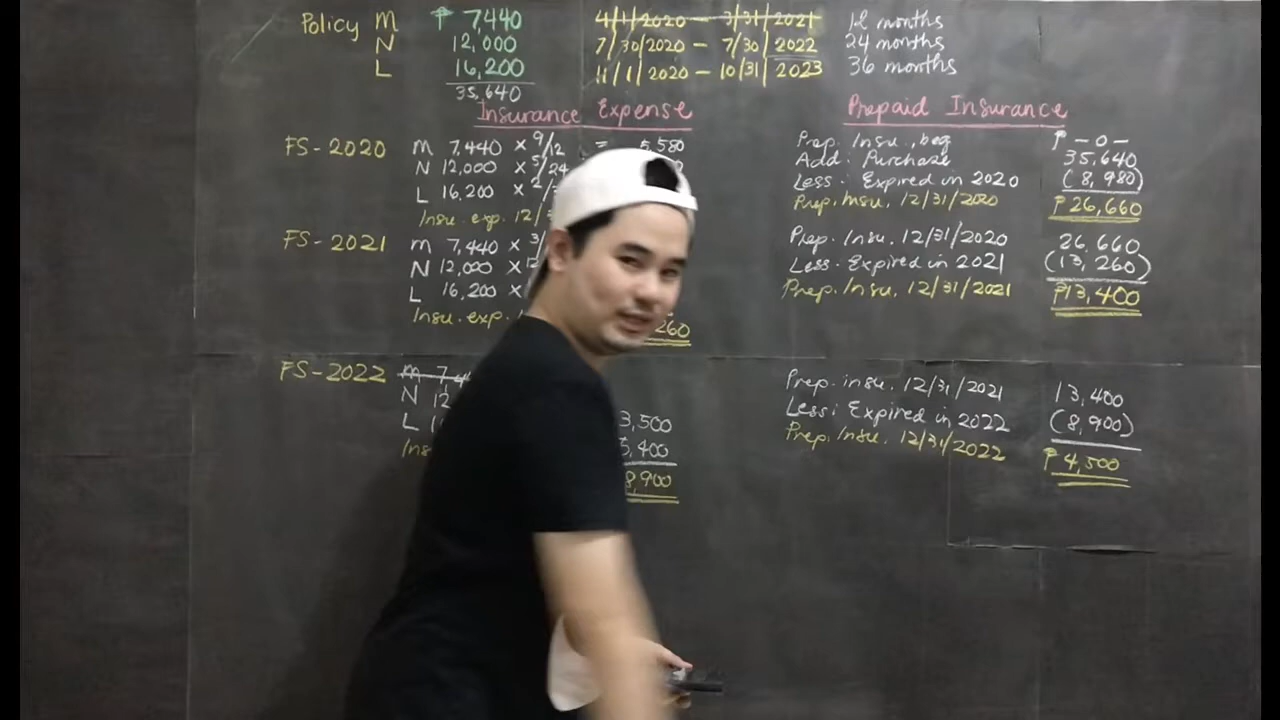 Policy M ₱ 7,440 4/1/2020 — 3/31/2021 12 months
N 12,000 7/30/2020 — 7/30/2022 24 months
L 16,200 11/1/2020 — 10/31/2023 36 months
35,640
Insurance Expense Prepaid Insurance
FS-2020 M 7,440 × 9/12 = 5,580 Prep. Insu., beg ₱ -0-
N 12,000 × 5/24 Add: Purchase 35,640
L 16,200 × 2/ Less: Expired in 2020 (8,980)
Insu. exp. 12/ Prep. Insu. 12/31/2020 ₱26,660
FS-2021 M 7,440 × 3/ Prep. Insu. 12/31/2020 26,660
N 12,000 × Less: Expired in 2021 (13,260)
L 16,200 × Prep. Insu. 12/31/2021 ₱13,400
Insu. exp. 260
FS-2022 M 7,4 Prep. insu. 12/31/2021 13,400
N 12 3,500 Less: Expired in 2022 (8,900)
L 5,400 Prep. Insu. 12/31/2022 ₱4,500
Ins 8,900